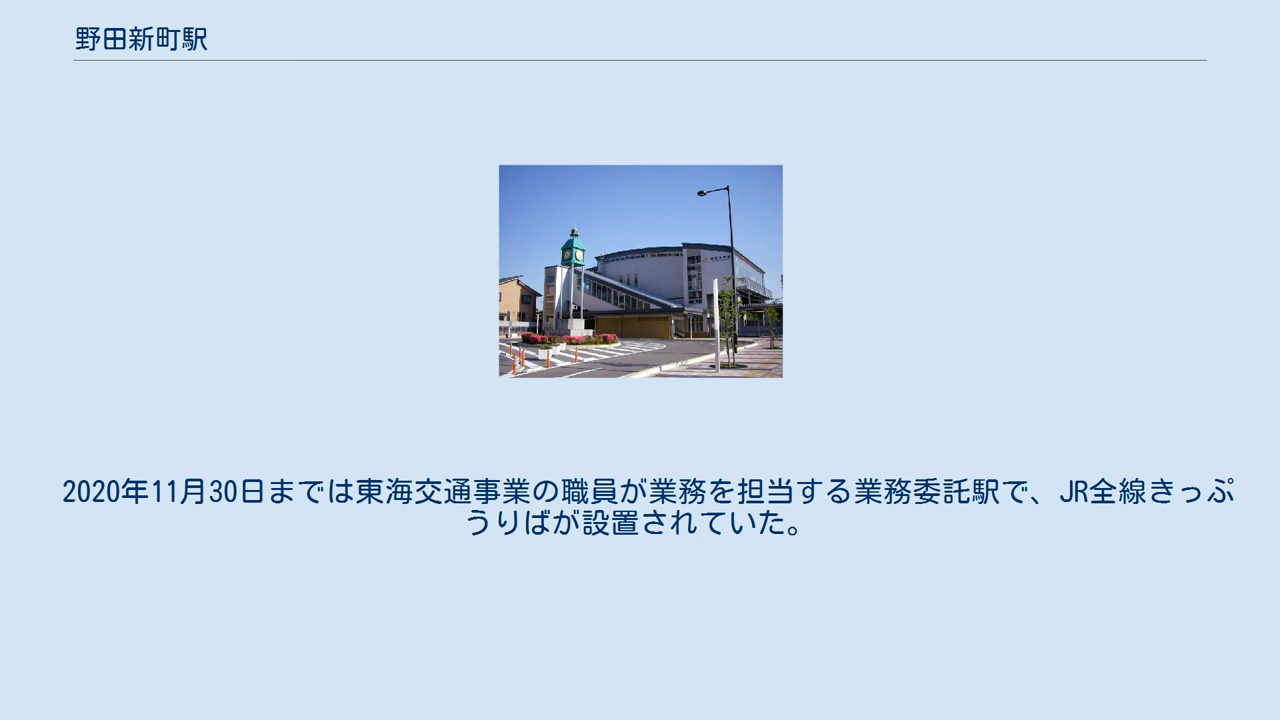 野田新町駅
2020年11月30日までは東海交通事業の職員が業務を担当する業務委託駅で、JR全線きっぷ
うりばが設置されていた。